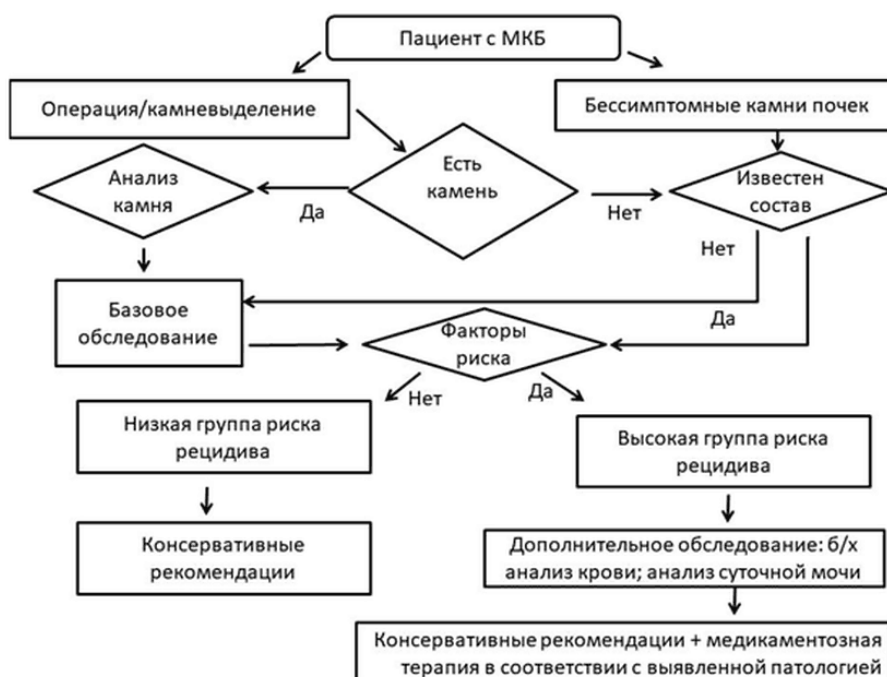 Пациент с МКБ
Операция/камневыделение
Бессимптомные камни почек
Анализ
камня
Есть
камень
Известен
состав
Да
Нет
Нет
Базовое
обследование
Да
Факторы
риска
Нет
Да
Низкая группа риска
рецидива
Высокая группа риска
рецидива
Консервативные
рекомендации
Дополнительное обследование: б/х
анализ крови; анализ суточной мочи
Консервативные рекомендации + медикаментозная
терапия в соответствии с выявленной патологией